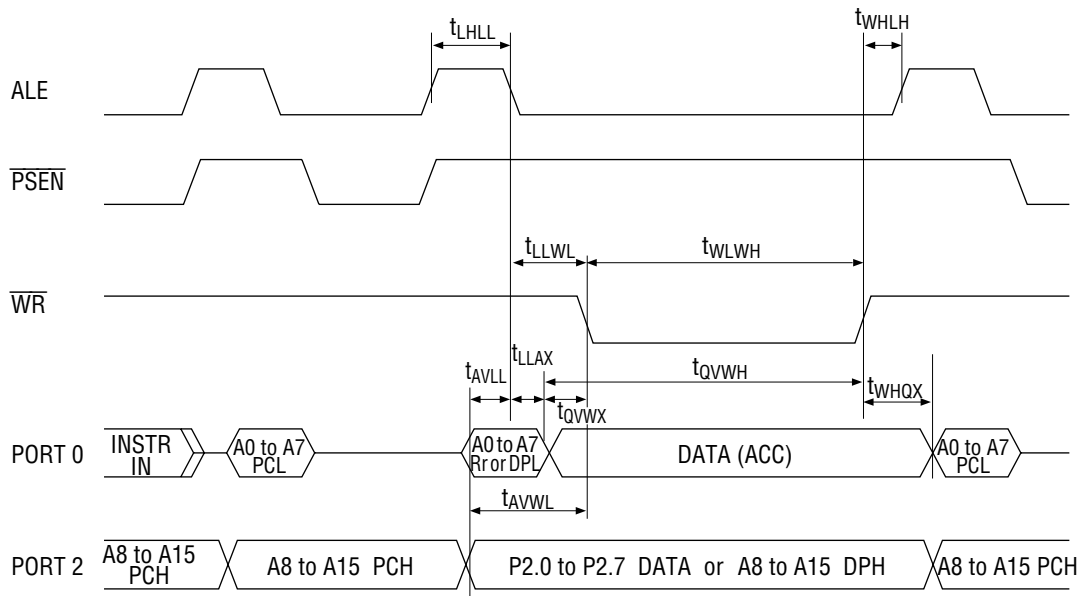 tLHLL
tWHLH
ALE
PSEN
tLLWL
tWLWH
WR
tLLAX
tAVLL
tQVWH
tWHQX
tQVWX
PORT 0
INSTR
IN
A0 to A7
PCL
A0 to A7
Rr or DPL
DATA (ACC)
A0 to A7
PCL
tAVWL
PORT 2
A8 to A15
PCH
A8 to A15 PCH
P2.0 to P2.7 DATA or A8 to A15 DPH
A8 to A15 PCH